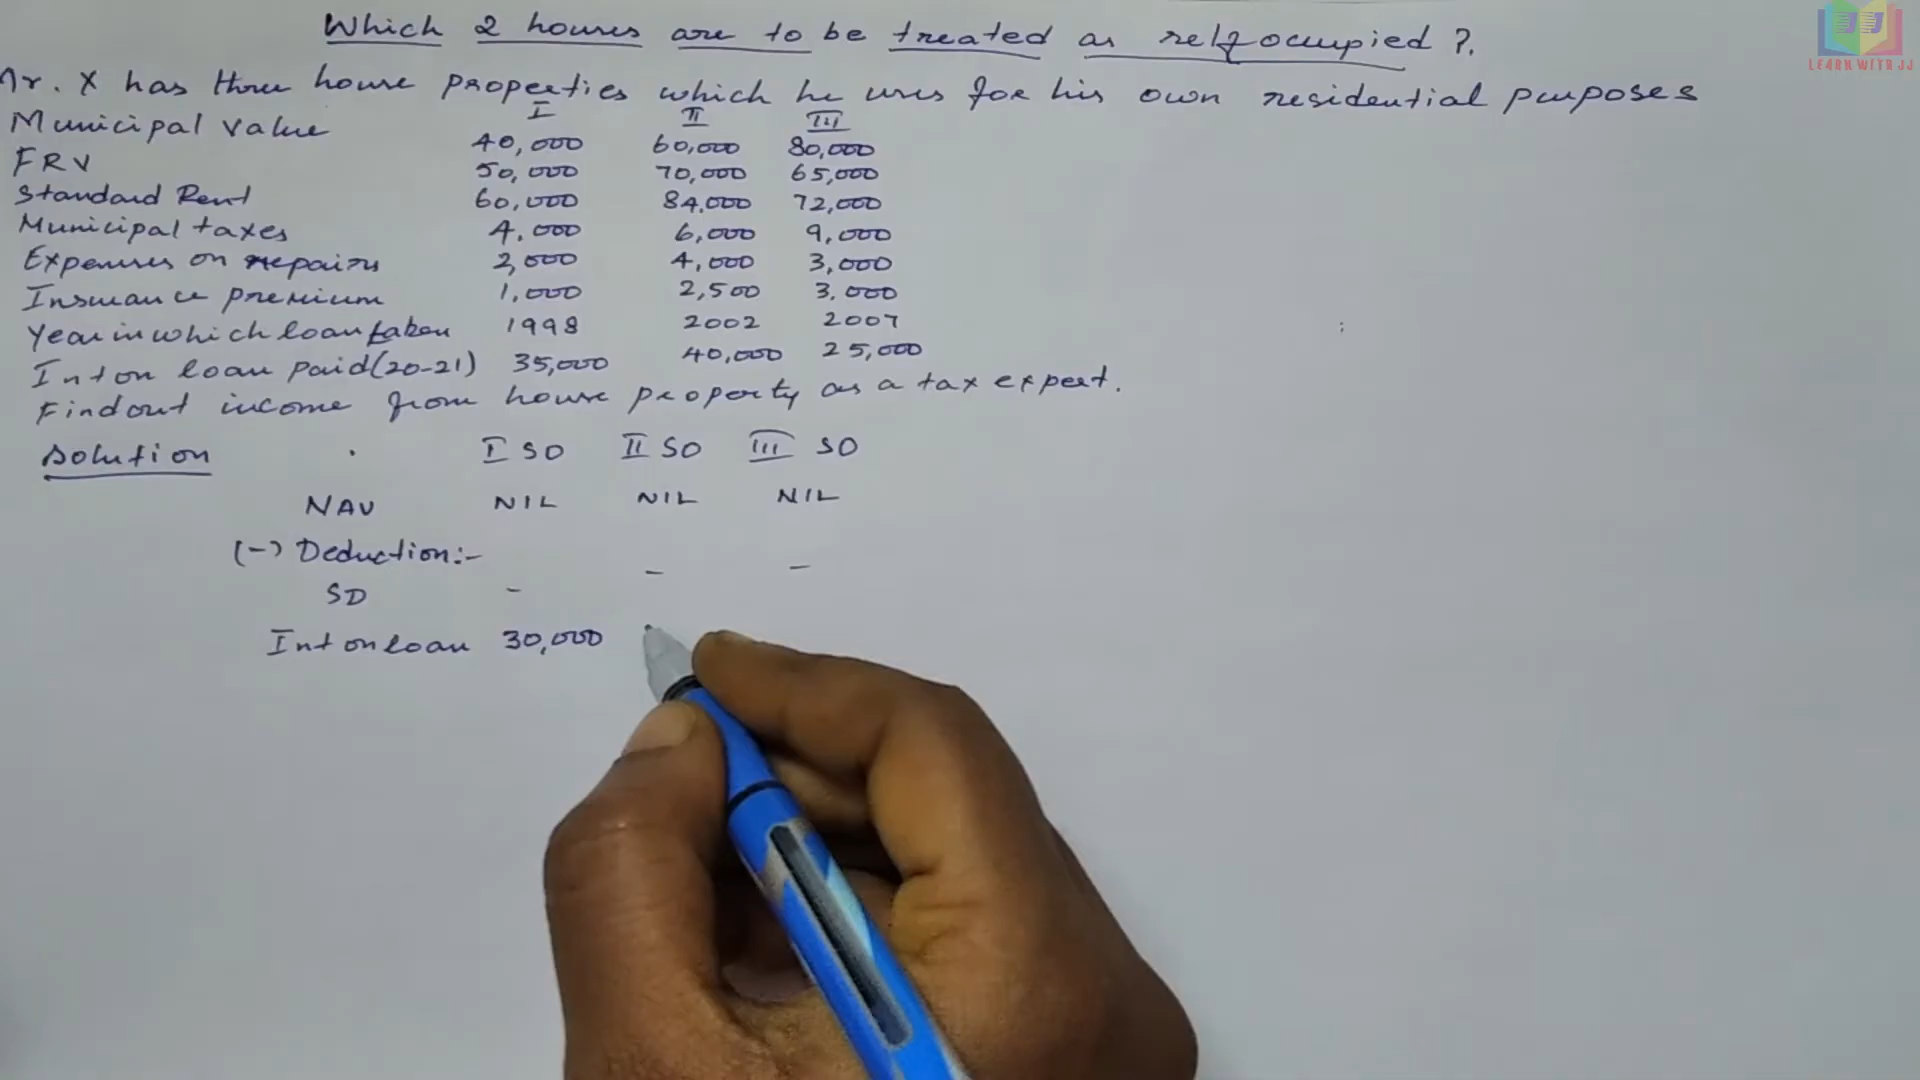 Which 2 houses are to be treated as selfoccupied ?.
LEARN WITH JJ
Mr. X has three house properties which he uses for his own residential purposes
I II III
Municipal value 40,000 60,000 80,000
FRV 50,000 70,000 65,000
Standard Rent 60,000 84,000 72,000
Municipal taxes 4,000 6,000 9,000
Expenses on repairs 2,000 4,000 3,000
Insurance premium 1,000 2,500 3,000
Year in which loan taken 1998 2002 2007
Int on loan paid (20-21) 35,000 40,000 25,000
Findout income from house property as a tax expert.
Solution I SO II SO III SO
NAV NIL NIL NIL
(-) Deduction:-
SD - - -
Int on loan 30,000